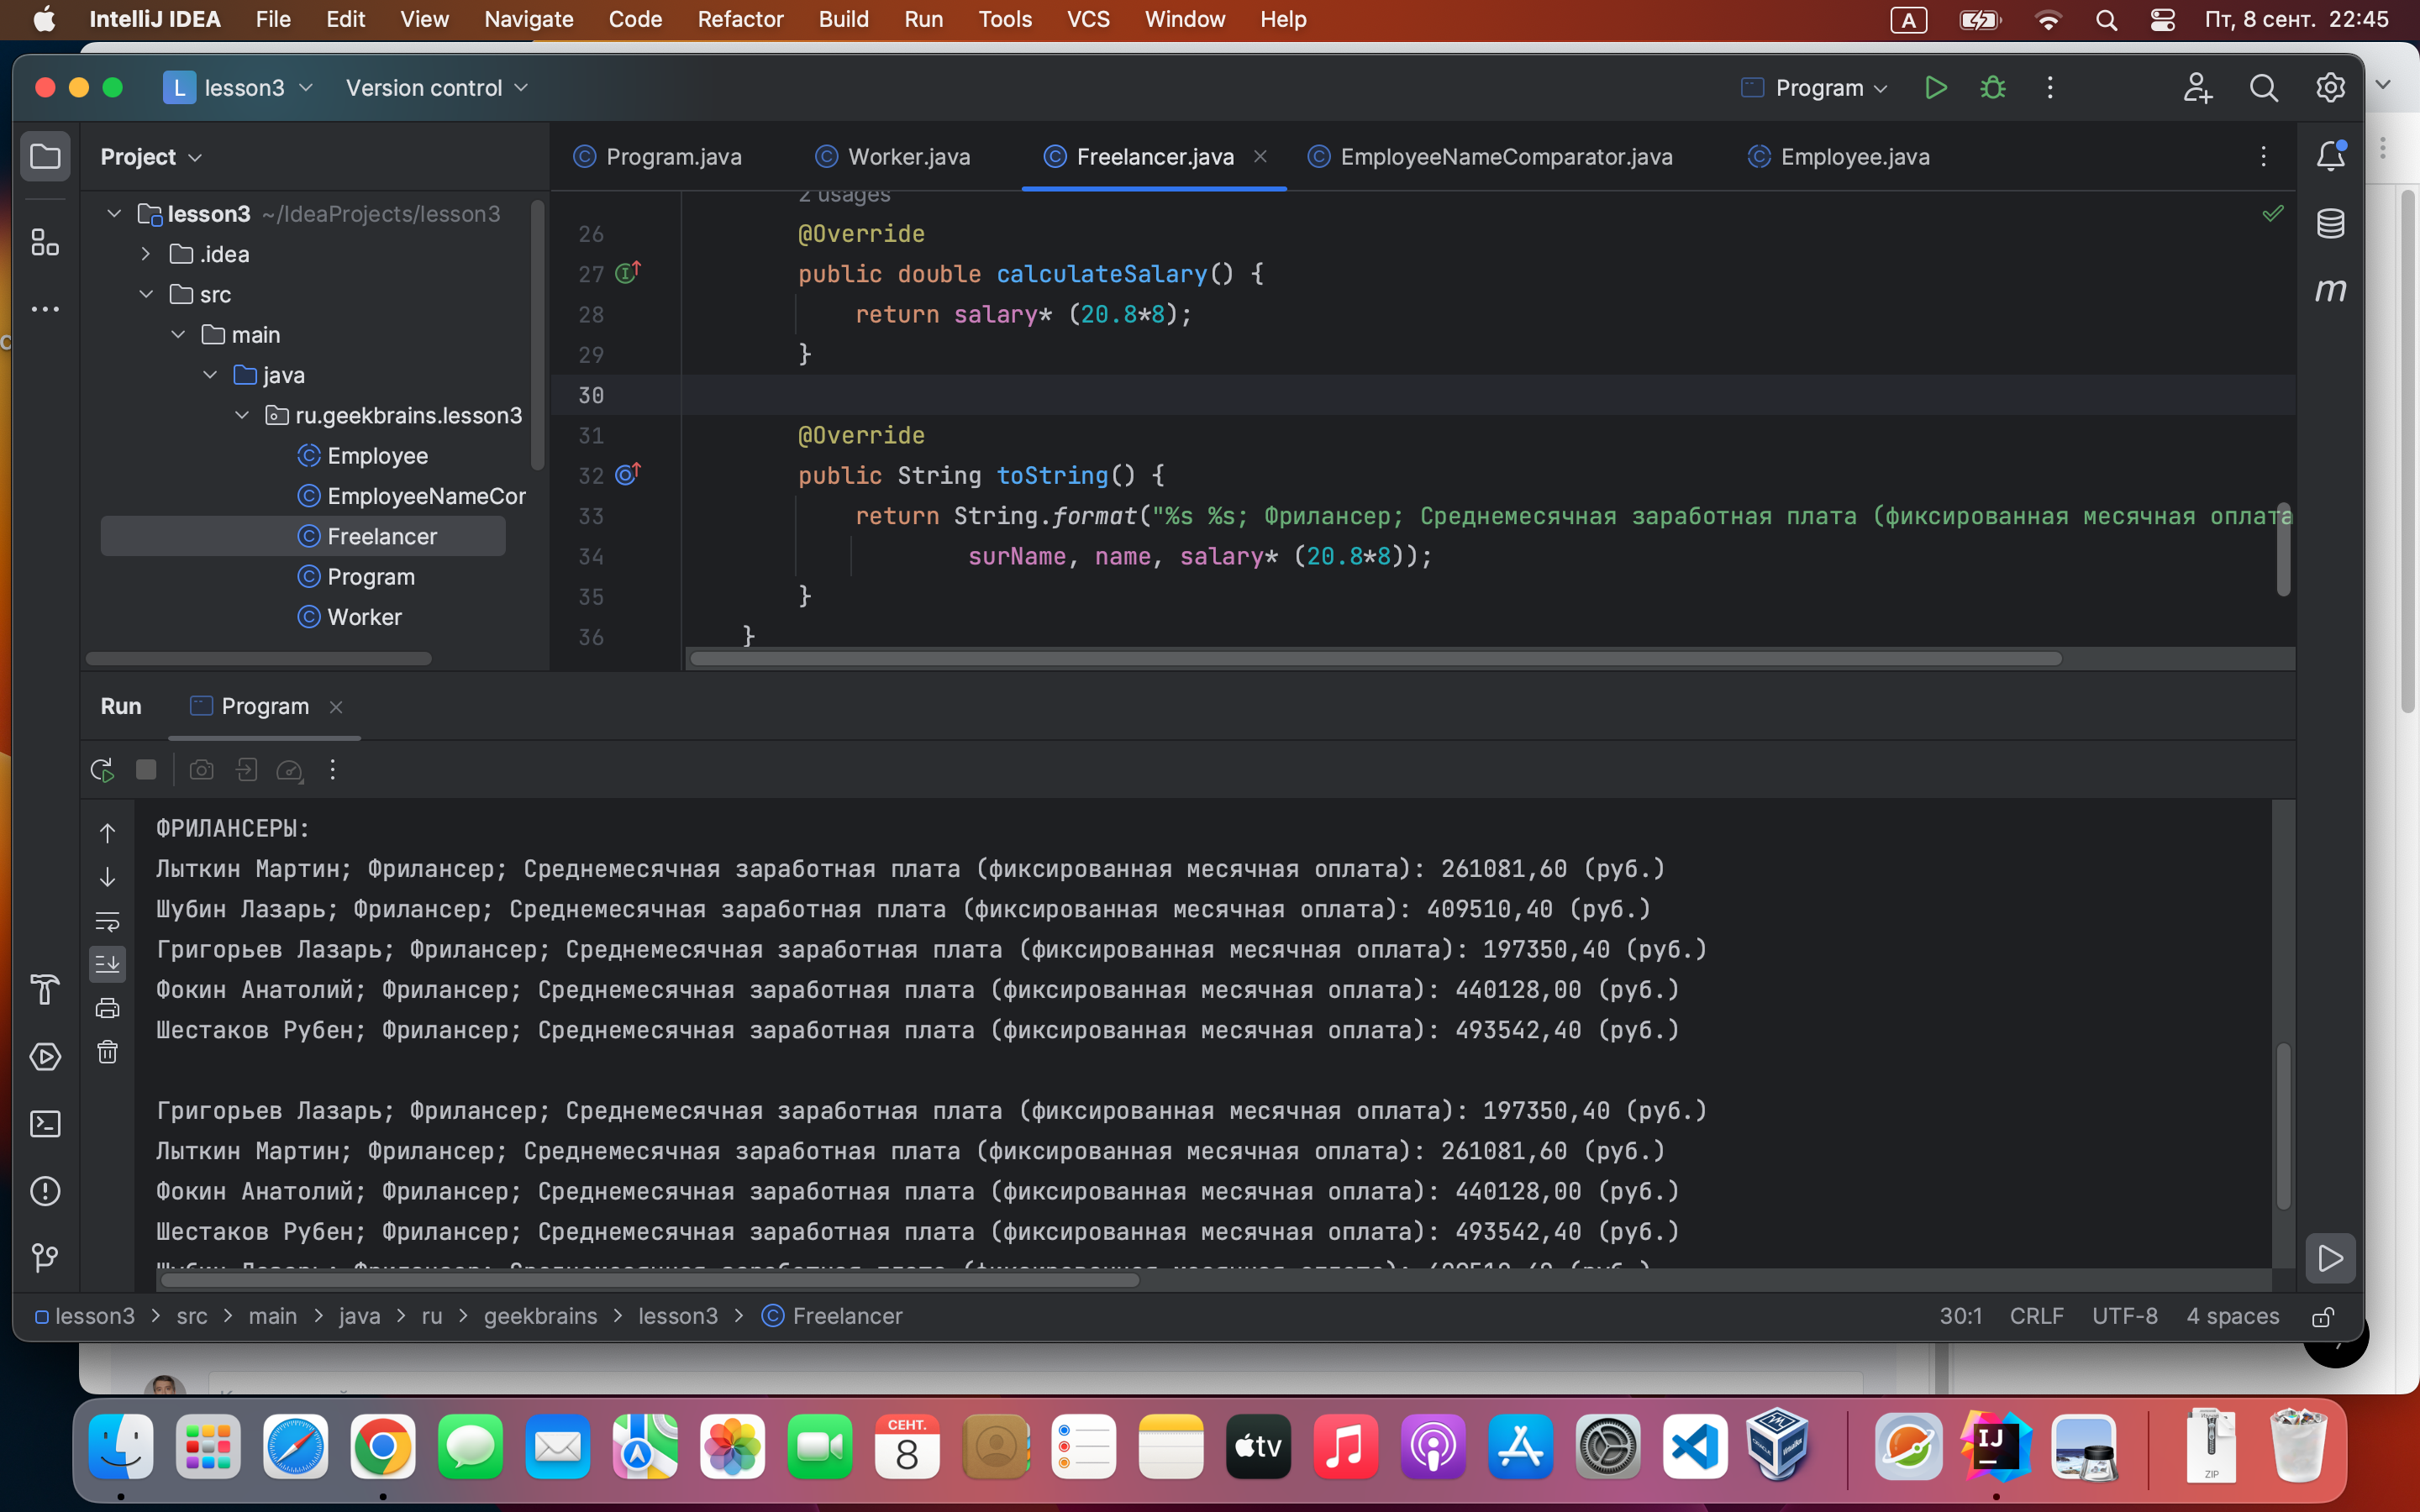 IntelliJ IDEA File Edit View Navigate Code Refactor Build Run Tools VCS Window Help A Пт, 8 сент. 22:45
L lesson3 Version control Program
Project
Program.java Worker.java Freelancer.java EmployeeNameComparator.java Employee.java
lesson3 ~/IdeaProjects/lesson3
.idea
src
main
java
ru.geekbrains.lesson3
Employee
EmployeeNameCor
Freelancer
Program
Worker
2 usages
26 @Override
27 public double calculateSalary() {
28 return salary* (20.8*8);
29 }
30
31 @Override
32 public String toString() {
33 return String.format("%s %s; Фрилансер; Среднемесячная заработная плата (фиксированная месячная оплата
34 surName, name, salary* (20.8*8));
35 }
36 }
m
Run Program
ФРИЛАНСЕРЫ:
Лыткин Мартин; Фрилансер; Среднемесячная заработная плата (фиксированная месячная оплата): 261081,60 (руб.)
Шубин Лазарь; Фрилансер; Среднемесячная заработная плата (фиксированная месячная оплата): 409510,40 (руб.)
Григорьев Лазарь; Фрилансер; Среднемесячная заработная плата (фиксированная месячная оплата): 197350,40 (руб.)
Фокин Анатолий; Фрилансер; Среднемесячная заработная плата (фиксированная месячная оплата): 440128,00 (руб.)
Шестаков Рубен; Фрилансер; Среднемесячная заработная плата (фиксированная месячная оплата): 493542,40 (руб.)
Григорьев Лазарь; Фрилансер; Среднемесячная заработная плата (фиксированная месячная оплата): 197350,40 (руб.)
Лыткин Мартин; Фрилансер; Среднемесячная заработная плата (фиксированная месячная оплата): 261081,60 (руб.)
Фокин Анатолий; Фрилансер; Среднемесячная заработная плата (фиксированная месячная оплата): 440128,00 (руб.)
Шестаков Рубен; Фрилансер; Среднемесячная заработная плата (фиксированная месячная оплата): 493542,40 (руб.)
lesson3 > src > main > java > ru > geekbrains > lesson3 > Freelancer 30:1 CRLF UTF-8 4 spaces
СЕНТ.
8
tv
IJ
ZIP